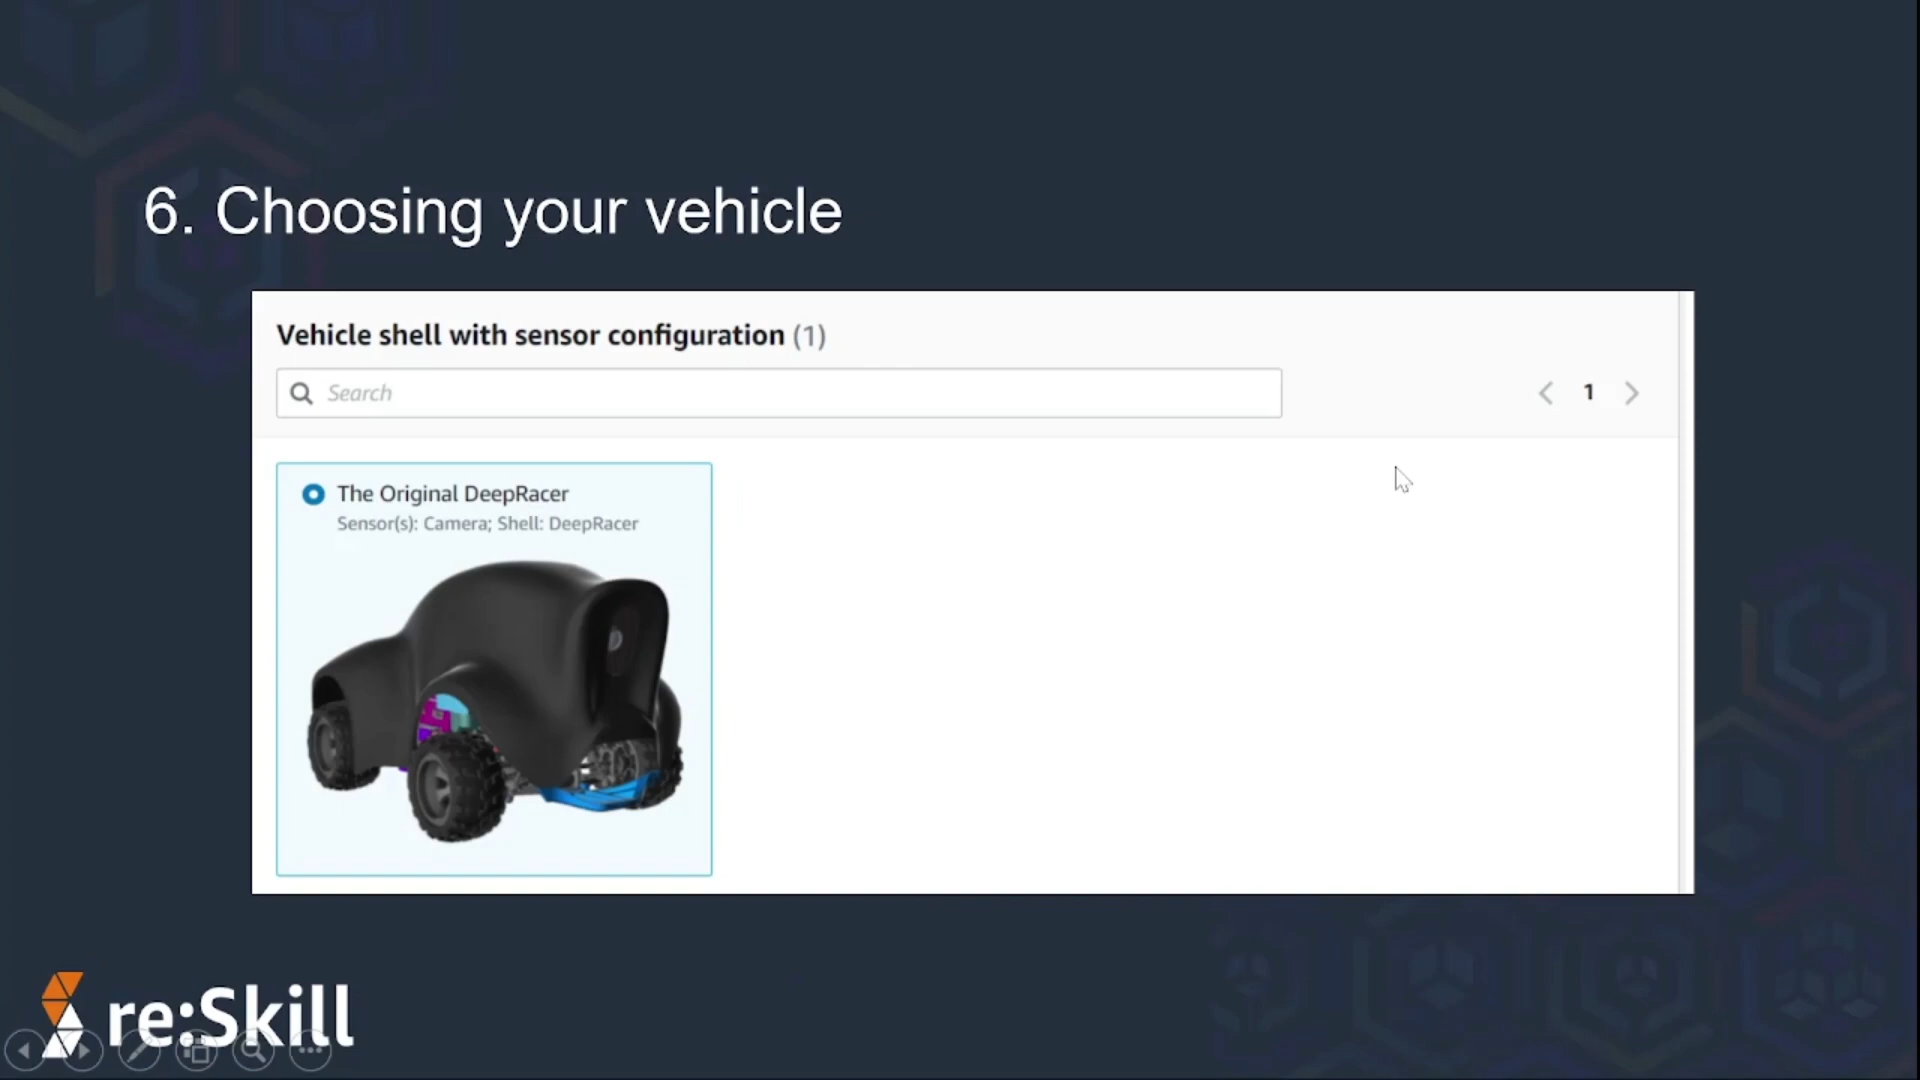 6. Choosing your vehicle
Vehicle shell with sensor configuration (1)
Search
1
The Original DeepRacer
Sensor(s): Camera; Shell: DeepRacer
re:Skill